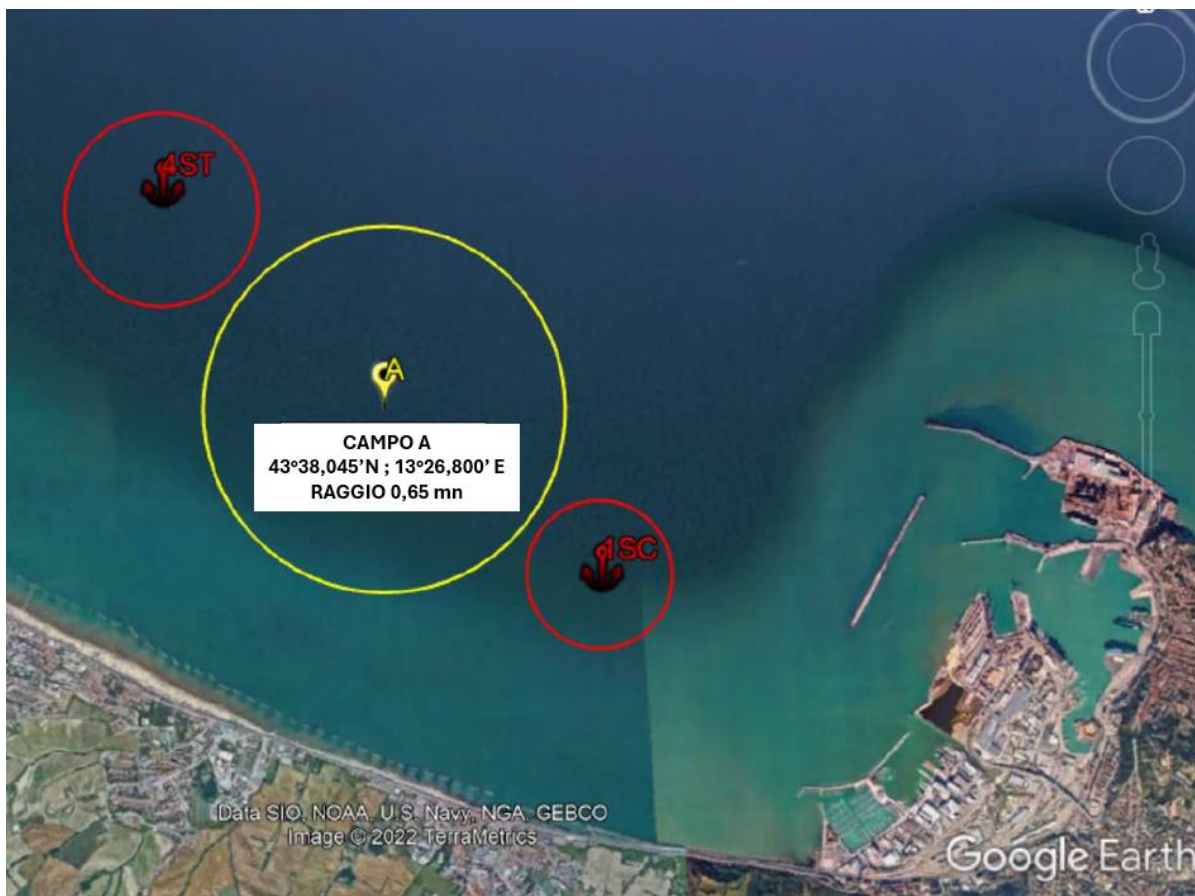 4ST
A
CAMPO A
43°38,045'N ; 13°26,800' E
RAGGIO 0,65 mn
1SC
Data SIO, NOAA, U.S. Navy, NGA, GEBCO
Image © 2022 TerraMetrics
Google Earth